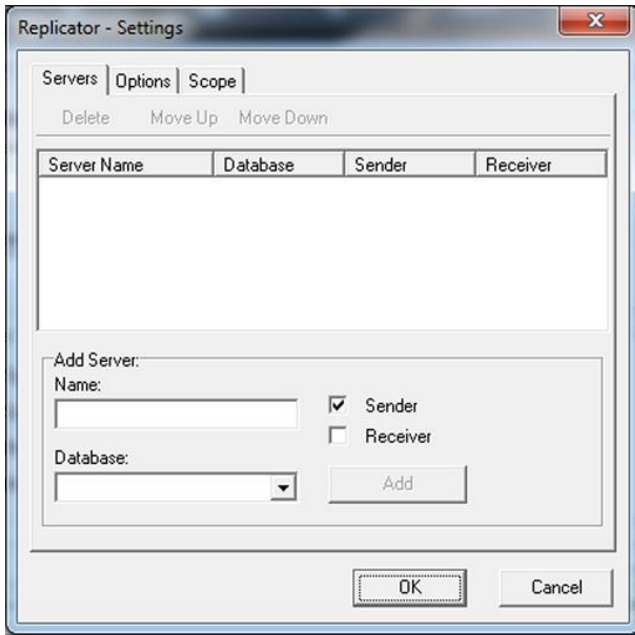 Replicator - Settings
Servers Options Scope
Delete Move Up Move Down
Server Name Database Sender Receiver
Add Server:
Name:
Sender
Receiver
Database:
Add
OK Cancel